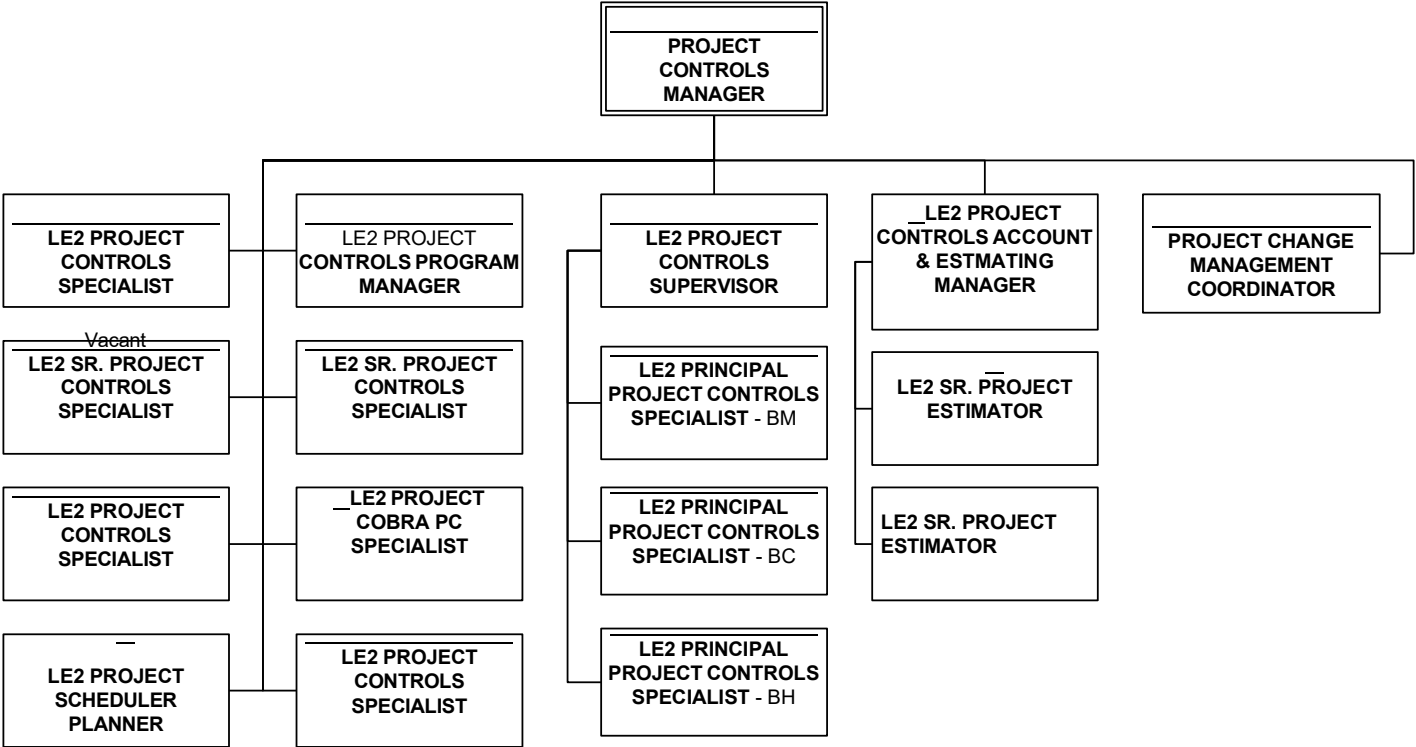 PROJECT
CONTROLS
MANAGER
LE2 PROJECT
CONTROLS
SPECIALIST
LE2 PROJECT
CONTROLS PROGRAM
MANAGER
LE2 PROJECT
CONTROLS
SUPERVISOR
LE2 PROJECT
CONTROLS ACCOUNT
& ESTMATING
MANAGER
PROJECT CHANGE
MANAGEMENT
COORDINATOR
Vacant
LE2 SR. PROJECT
CONTROLS
SPECIALIST
LE2 SR. PROJECT
CONTROLS
SPECIALIST
LE2 PRINCIPAL
PROJECT CONTROLS
SPECIALIST - BM
LE2 SR. PROJECT
ESTIMATOR
LE2 PROJECT
CONTROLS
SPECIALIST
LE2 PROJECT
COBRA PC
SPECIALIST
LE2 PRINCIPAL
PROJECT CONTROLS
SPECIALIST - BC
LE2 SR. PROJECT
ESTIMATOR
LE2 PROJECT
SCHEDULER
PLANNER
LE2 PROJECT
CONTROLS
SPECIALIST
LE2 PRINCIPAL
PROJECT CONTROLS
SPECIALIST - BH